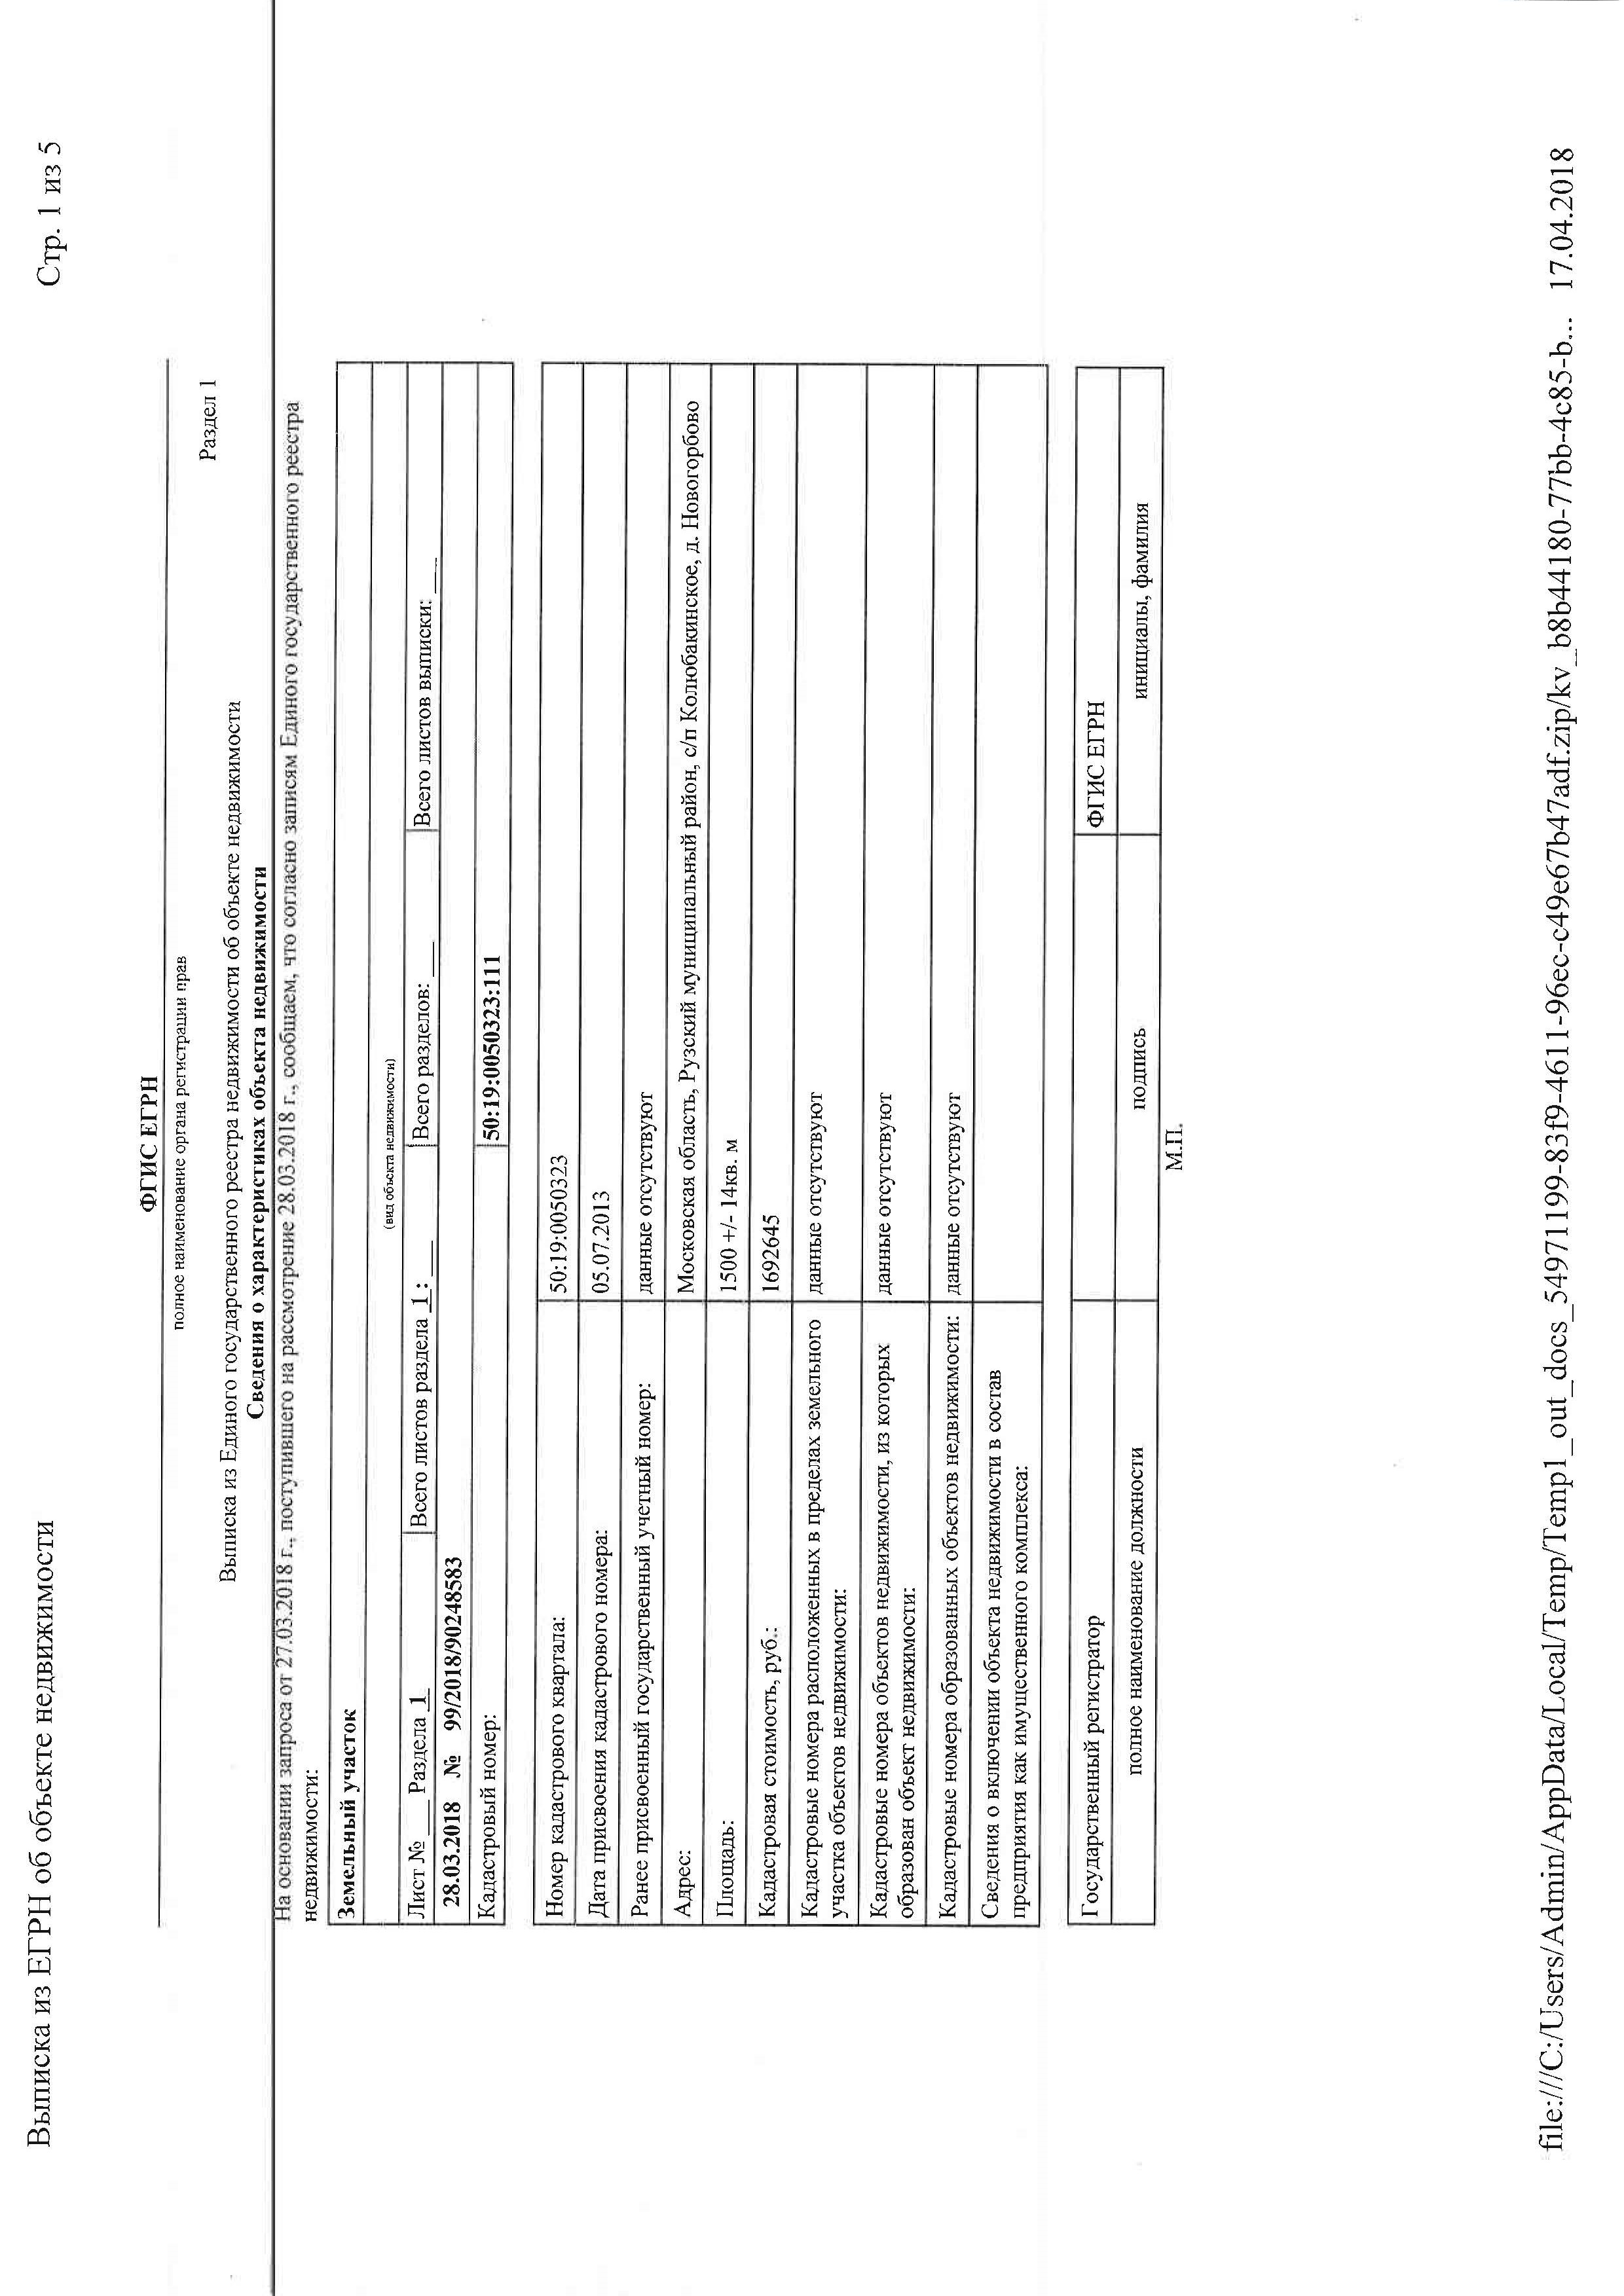 Выписка из ЕГРН об объекте недвижимости
Стр. 1 из 5
ФГИС ЕГРН
полное наименование органа регистрации прав
Раздел 1
Выписка из Единого государственного реестра недвижимости об объекте недвижимости
Сведения о характеристиках объекта недвижимости
На основании запроса от 27.03.2018 г., поступившего на рассмотрение 28.03.2018 г., сообщаем, что согласно записям Единого государственного реестра
недвижимости:
Земельный участок
(вид объекта недвижимости)
Лист № ___ Раздела 1 Всего листов раздела 1: ___ Всего разделов: ___ Всего листов выписки: ___
28.03.2018 № 99/2018/90248583
Кадастровый номер: 50:19:0050323:111
Номер кадастрового квартала: 50:19:0050323
Дата присвоения кадастрового номера: 05.07.2013
Ранее присвоенный государственный учетный номер: данные отсутствуют
Адрес: Московская область, Рузский муниципальный район, с/п Колюбакинское, д. Новогорбово
Площадь: 1500 +/- 14кв. м
Кадастровая стоимость, руб.: 1692645
Кадастровые номера расположенных в пределах земельного
участка объектов недвижимости: данные отсутствуют
Кадастровые номера объектов недвижимости, из которых
образован объект недвижимости: данные отсутствуют
Кадастровые номера образованных объектов недвижимости: данные отсутствуют
Сведения о включении объекта недвижимости в состав
предприятия как имущественного комплекса:
Государственный регистратор ФГИС ЕГРН
полное наименование должности подпись инициалы, фамилия
М.П.
file:///C:/Users/Admin/AppData/Local/Temp/Temp1_out_docs_54971199-83f9-4611-96ec-c49e67b47adf.zip/kv_b8b44180-77bb-4c85-b... 17.04.2018